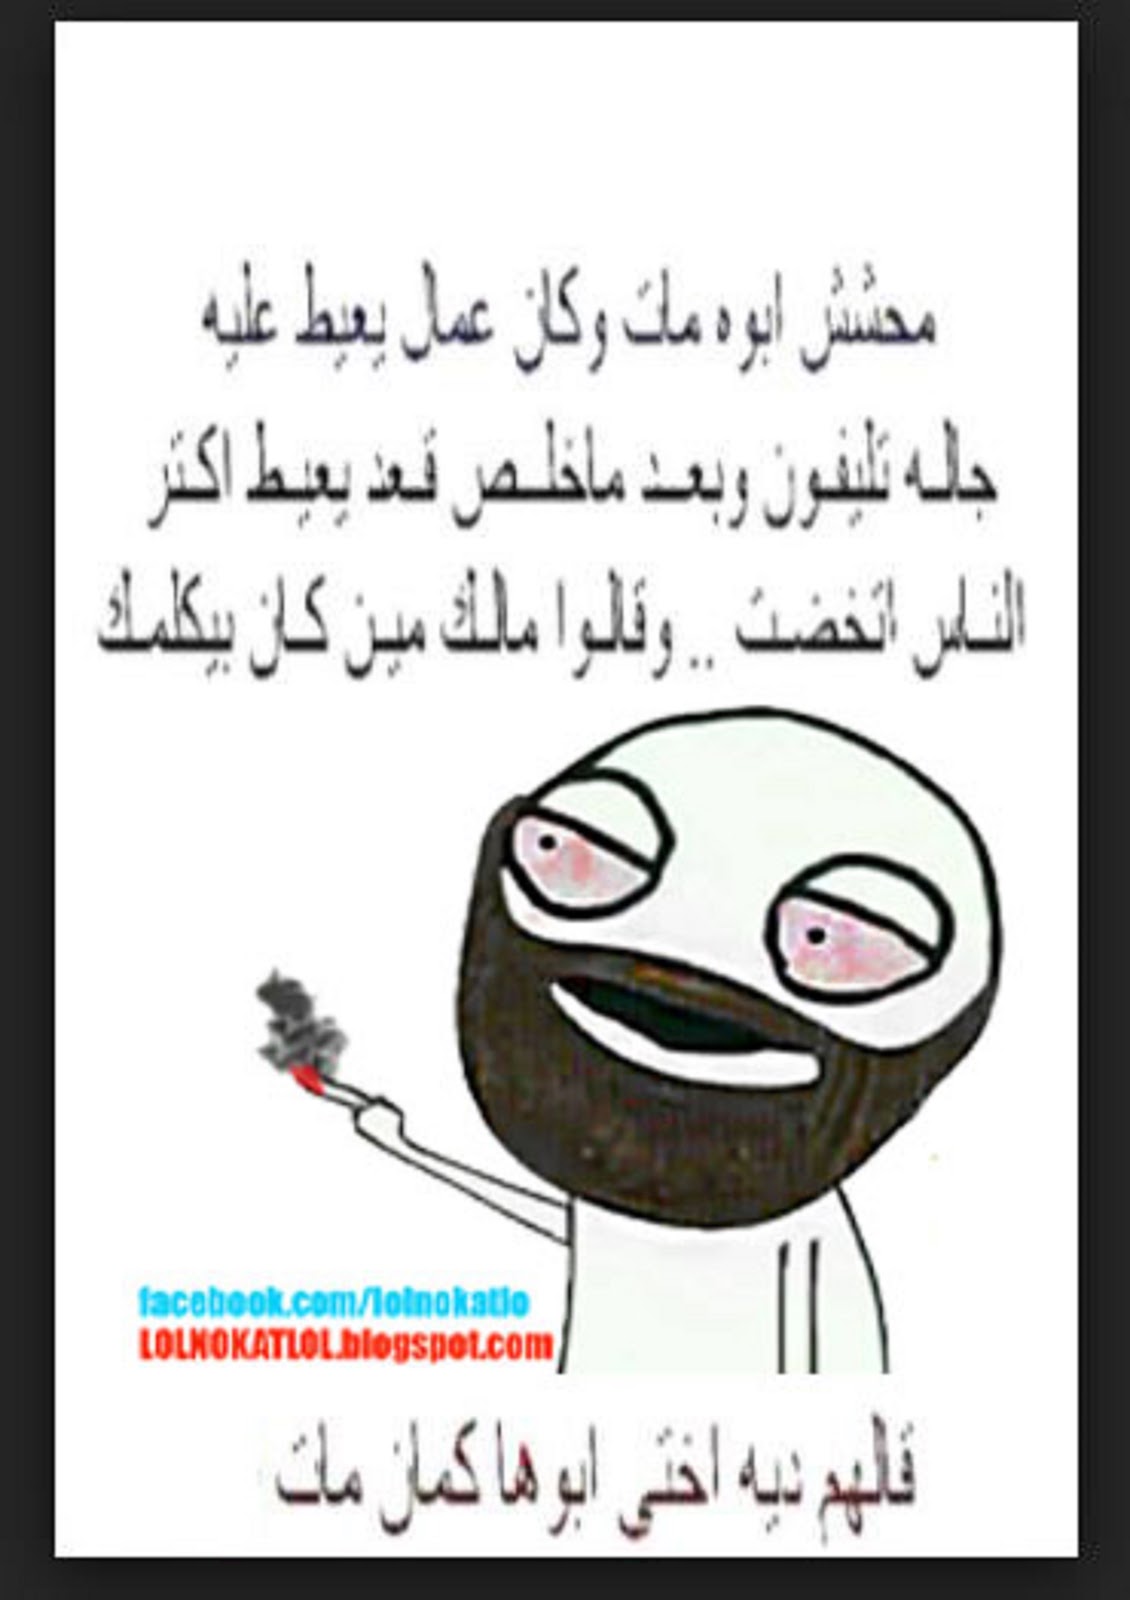 محشش ابوه مات وكان عمال يعيط عليه
جاله تليفون وبعد ماخلص قعد يعيط اكتر
الناس اتخضت .. وقالوا مالك مين كان بيكلمك
facebook.com/lolnokatlo
LOLNOKATLOL.blogspot.com
قالهم ديه اختى ابوها كمان مات